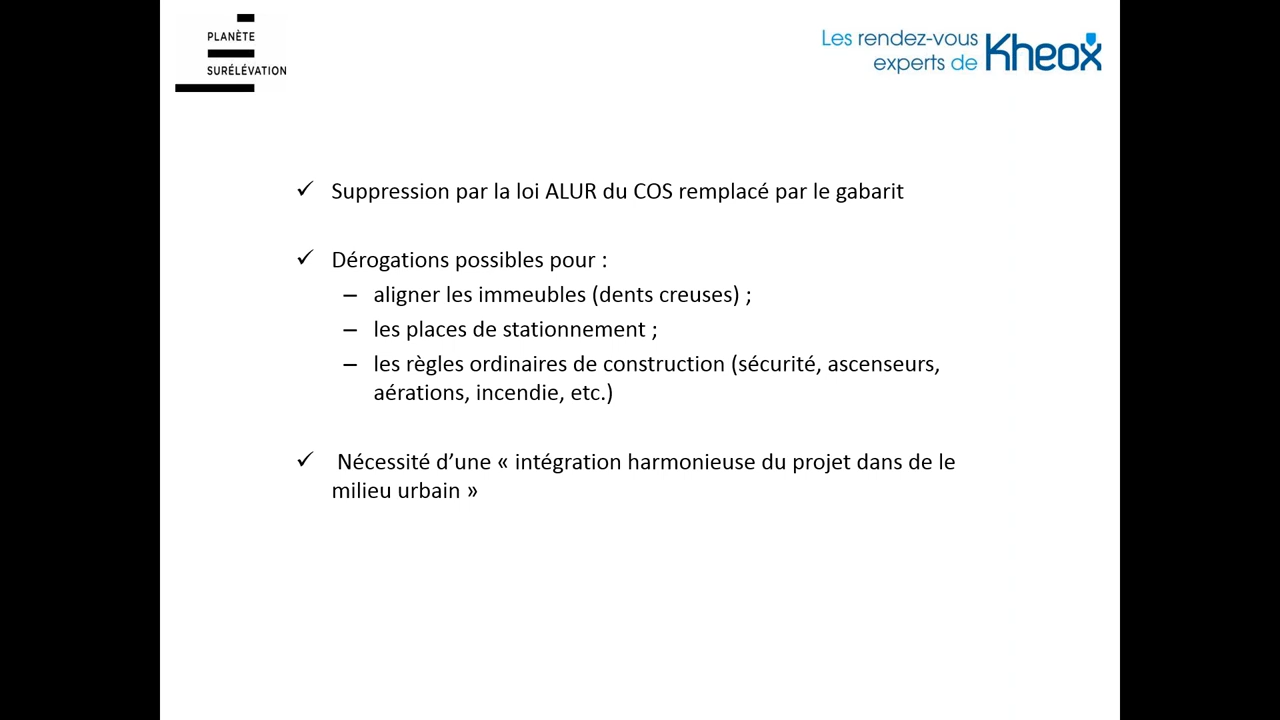 PLANÈTE
SURÉLÉVATION
Les rendez-vous
experts de Kheox
✓ Suppression par la loi ALUR du COS remplacé par le gabarit
✓ Dérogations possibles pour :
– aligner les immeubles (dents creuses) ;
– les places de stationnement ;
– les règles ordinaires de construction (sécurité, ascenseurs,
aérations, incendie, etc.)
✓ Nécessité d’une « intégration harmonieuse du projet dans de le
milieu urbain »